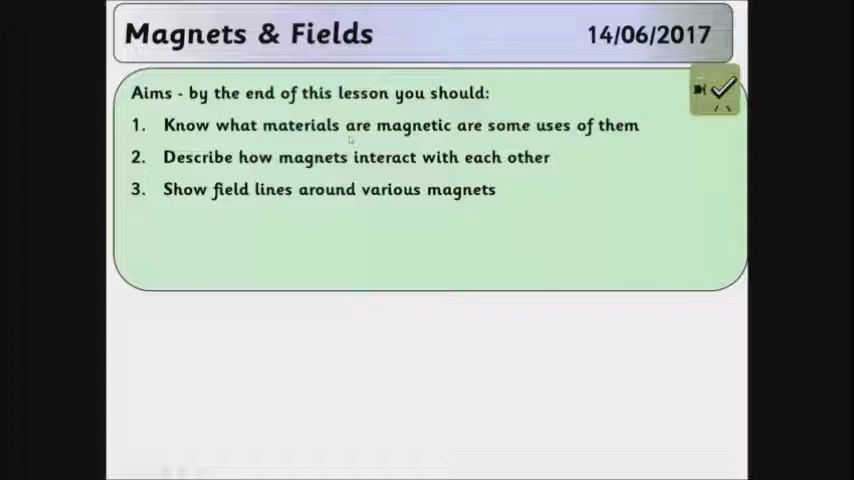 Magnets & Fields 14/06/2017
Aims - by the end of this lesson you should:
1. Know what materials are magnetic are some uses of them
2. Describe how magnets interact with each other
3. Show field lines around various magnets